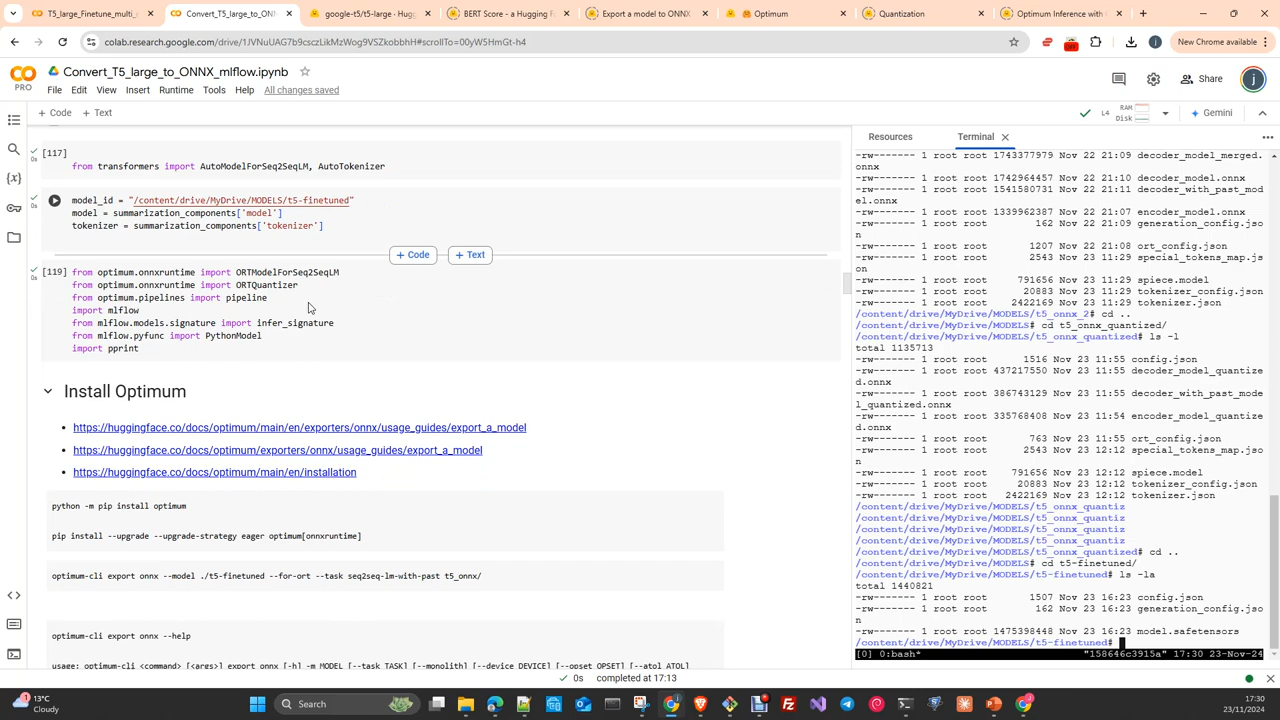 T5_large_Finetune_multi_
Convert_T5_large_to_ONN
google-t5/t5-large · Hugg
BERT Score - a Hugging F
Export a model to ONNX
Optimum
Quantization
Optimum Inference with
colab.research.google.com/drive/1JVNuUAG7b9csczLikMzWog9VSZkobbhH#scrollTo=00yW5HmGt-h4
New Chrome available
PRO
Convert_T5_large_to_ONNX_mlflow.ipynb
File Edit View Insert Runtime Tools Help All changes saved
Share
+ Code + Text
L4
RAM
Disk
Gemini
[117]
from transformers import AutoModelForSeq2SeqLM, AutoTokenizer
0s
model_id = "/content/drive/MyDrive/MODELS/t5-finetuned"
model = summarization_components['model']
tokenizer = summarization_components['tokenizer']
0s
+ Code + Text
[119] from optimum.onnxruntime import ORTModelForSeq2SeqLM
0s
from optimum.onnxruntime import ORTQuantizer
from optimum.pipelines import pipeline
import mlflow
from mlflow.models.signature import infer_signature
from mlflow.pyfunc import PythonModel
import pprint
Install Optimum
https://huggingface.co/docs/optimum/main/en/exporters/onnx/usage_guides/export_a_model
https://huggingface.co/docs/optimum/exporters/onnx/usage_guides/export_a_model
https://huggingface.co/docs/optimum/main/en/installation
python -m pip install optimum
pip install --upgrade --upgrade-strategy eager optimum[onnxruntime]
optimum-cli export onnx --model ./t5-finetuned --for-ort --task seq2seq-lm-with-past t5_onnx/
optimum-cli export onnx --help
usage: optimum-cli <command> [<args>] export onnx [-h] -m MODEL [--task TASK] [--monolith] [--device DEVICE] [--opset OPSET] [--atol ATOL]
Resources
Terminal
-rw------- 1 root root 1743377979 Nov 22 21:09 decoder_model_merged.
onnx
-rw------- 1 root root 1742964457 Nov 22 21:10 decoder_model.onnx
-rw------- 1 root root 1541580731 Nov 22 21:11 decoder_with_past_mod
el.onnx
-rw------- 1 root root 1339962387 Nov 22 21:07 encoder_model.onnx
-rw------- 1 root root 162 Nov 22 21:09 generation_config.jso
n
-rw------- 1 root root 1207 Nov 22 21:08 ort_config.json
-rw------- 1 root root 2543 Nov 23 11:29 special_tokens_map.js
on
-rw------- 1 root root 791656 Nov 23 11:29 spiece.model
-rw------- 1 root root 20883 Nov 23 11:29 tokenizer_config.json
-rw------- 1 root root 2422169 Nov 23 11:29 tokenizer.json
/content/drive/MyDrive/MODELS/t5_onnx_2# cd ..
/content/drive/MyDrive/MODELS# cd t5_onnx_quantized/
/content/drive/MyDrive/MODELS/t5_onnx_quantized# ls -l
total 1135713
-rw------- 1 root root 1516 Nov 23 11:55 config.json
-rw------- 1 root root 437217550 Nov 23 11:55 decoder_model_quantize
d.onnx
-rw------- 1 root root 386743129 Nov 23 11:55 decoder_with_past_mode
l_quantized.onnx
-rw------- 1 root root 335768408 Nov 23 11:54 encoder_model_quantize
d.onnx
-rw------- 1 root root 763 Nov 23 11:55 ort_config.json
-rw------- 1 root root 2543 Nov 23 12:12 special_tokens_map.jso
n
-rw------- 1 root root 791656 Nov 23 12:12 spiece.model
-rw------- 1 root root 20883 Nov 23 12:12 tokenizer_config.json
-rw------- 1 root root 2422169 Nov 23 12:12 tokenizer.json
/content/drive/MyDrive/MODELS/t5_onnx_quantiz
/content/drive/MyDrive/MODELS/t5_onnx_quantiz
/content/drive/MyDrive/MODELS/t5_onnx_quantiz
/content/drive/MyDrive/MODELS/t5_onnx_quantized# cd ..
/content/drive/MyDrive/MODELS# cd t5-finetuned/
/content/drive/MyDrive/MODELS/t5-finetuned# ls -la
total 1440821
-rw------- 1 root root 1507 Nov 23 16:23 config.json
-rw------- 1 root root 162 Nov 23 16:23 generation_config.jso
n
-rw------- 1 root root 1475398448 Nov 23 16:23 model.safetensors
/content/drive/MyDrive/MODELS/t5-finetuned#
[0] 0:bash* "158646c3915a" 17:30 23-Nov-24
0s completed at 17:13
13°C
Cloudy
Search
17:30
23/11/2024